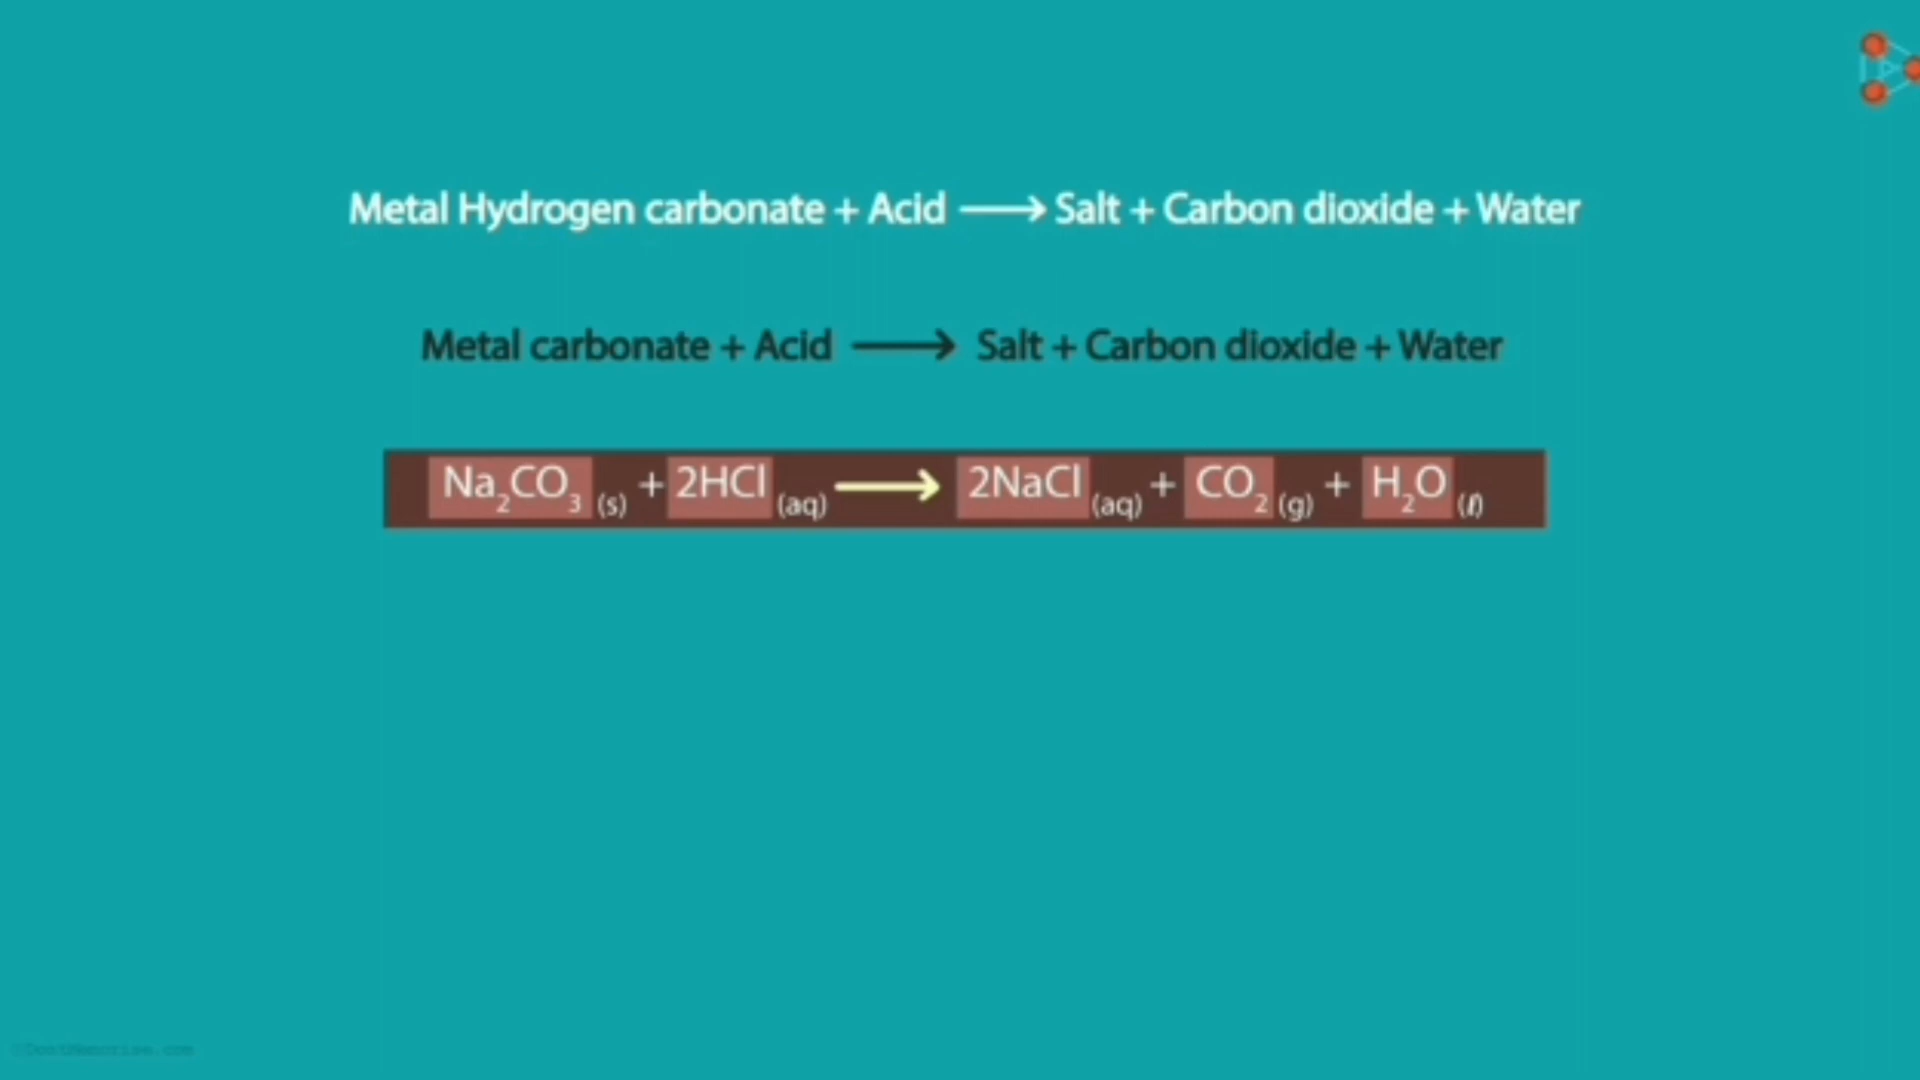 Metal Hydrogen carbonate + Acid ⟶ Salt + Carbon dioxide + Water
Metal carbonate + Acid ⟶ Salt + Carbon dioxide + Water
Na₂CO₃ (s) + 2HCl (aq) ⟶ 2NaCl (aq) + CO₂ (g) + H₂O (l)